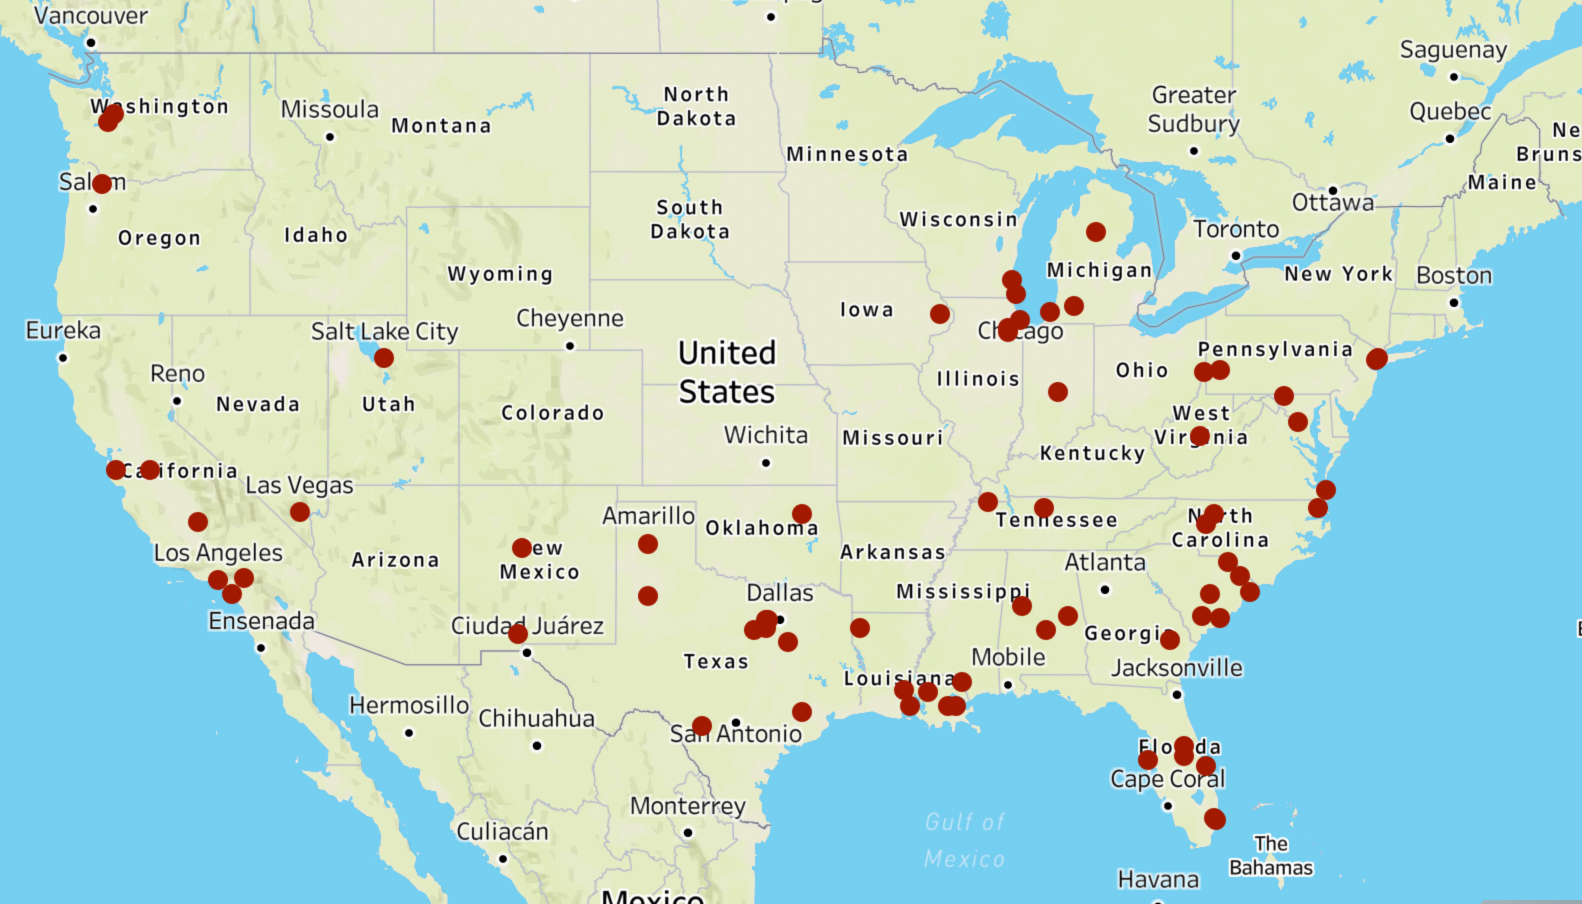 Vancouver
Saguenay
Greater
Sudbury
Quebec
Washington
Missoula
Montana
North
Dakota
Minnesota
Maine
Salem
Oregon
Idaho
South
Dakota
Wisconsin
Ottawa
Toronto
Wyoming
Michigan
New York
Boston
Iowa
Eureka
Salt Lake City
Cheyenne
Chicago
United
States
Pennsylvania
Reno
Nevada
Utah
Colorado
Illinois
Ohio
West
Virginia
Wichita
Missouri
Kentucky
California
Las Vegas
Amarillo
Oklahoma
Tennessee
North
Carolina
Los Angeles
Arizona
New
Mexico
Arkansas
Atlanta
Dallas
Mississippi
Ensenada
Ciudad Juárez
Georgia
Texas
Mobile
Jacksonville
Louisiana
Hermosillo
Chihuahua
San Antonio
Florida
Cape Coral
Monterrey
Culiacán
Gulf of
Mexico
The
Bahamas
Havana
Mexico